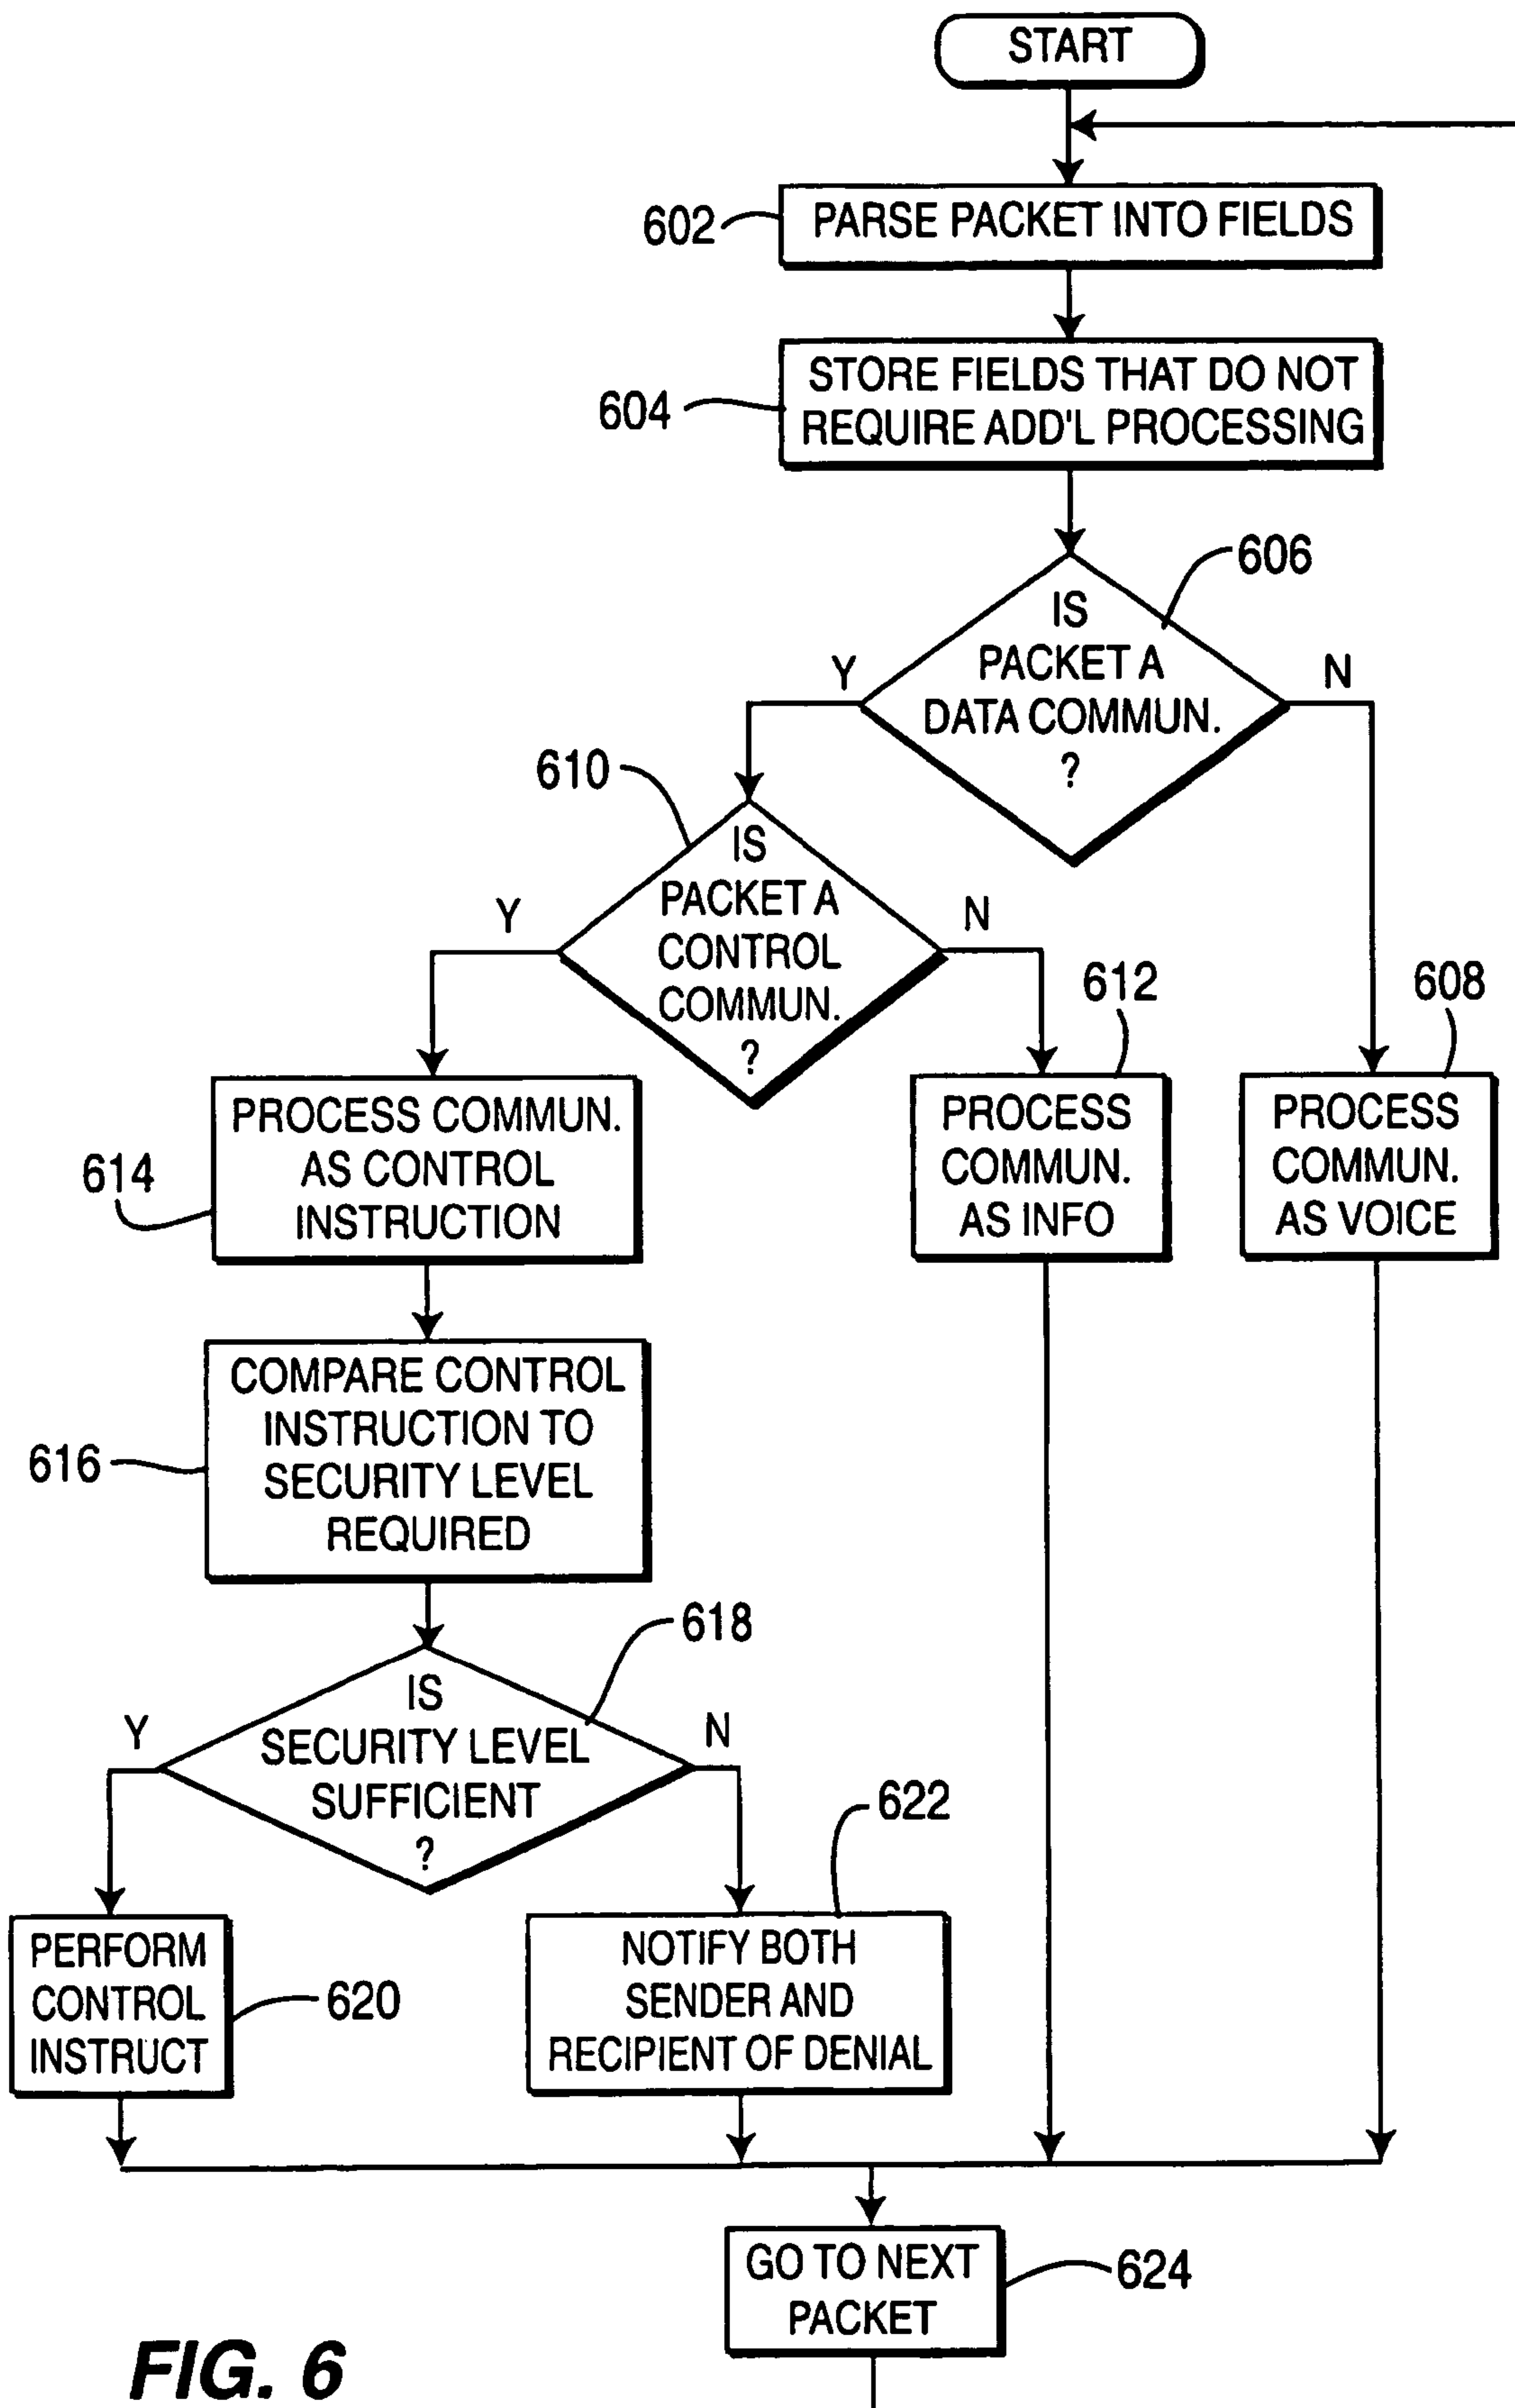 START
602
PARSE PACKET INTO FIELDS
604
STORE FIELDS THAT DO NOT
REQUIRE ADD'L PROCESSING
606
IS
PACKET A
DATA COMMUN.
?
Y
N
610
IS
PACKET A
CONTROL
COMMUN.
?
Y
N
612
608
614
PROCESS COMMUN.
AS CONTROL
INSTRUCTION
PROCESS
COMMUN.
AS INFO
PROCESS
COMMUN.
AS VOICE
616
COMPARE CONTROL
INSTRUCTION TO
SECURITY LEVEL
REQUIRED
618
IS
SECURITY LEVEL
SUFFICIENT
?
Y
N
622
PERFORM
CONTROL
INSTRUCT
620
NOTIFY BOTH
SENDER AND
RECIPIENT OF DENIAL
GO TO NEXT
PACKET
624
FIG. 6